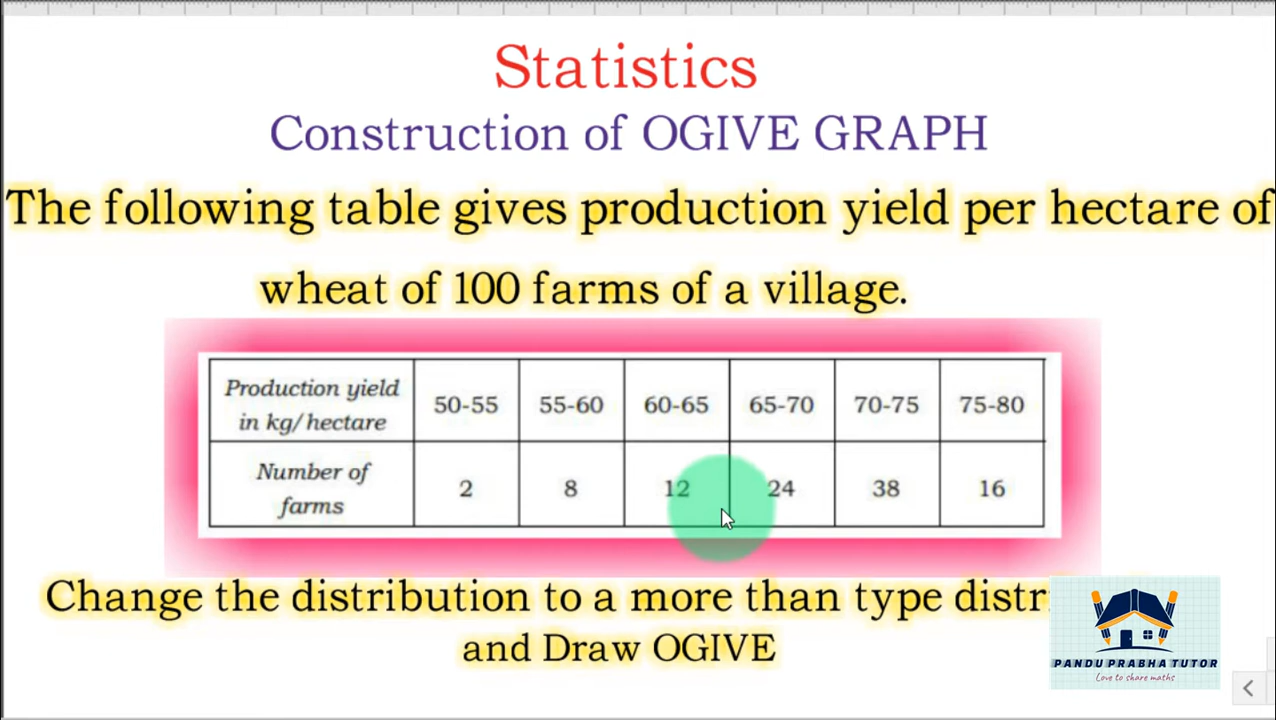 Statistics
Construction of OGIVE GRAPH
The following table gives production yield per hectare of
wheat of 100 farms of a village.
Production yield in kg/hectare 50-55 55-60 60-65 65-70 70-75 75-80
Number of farms 2 8 12 24 38 16
Change the distribution to a more than type
and Draw OGIVE
PANDU PRABHA TUTOR
Love to share maths